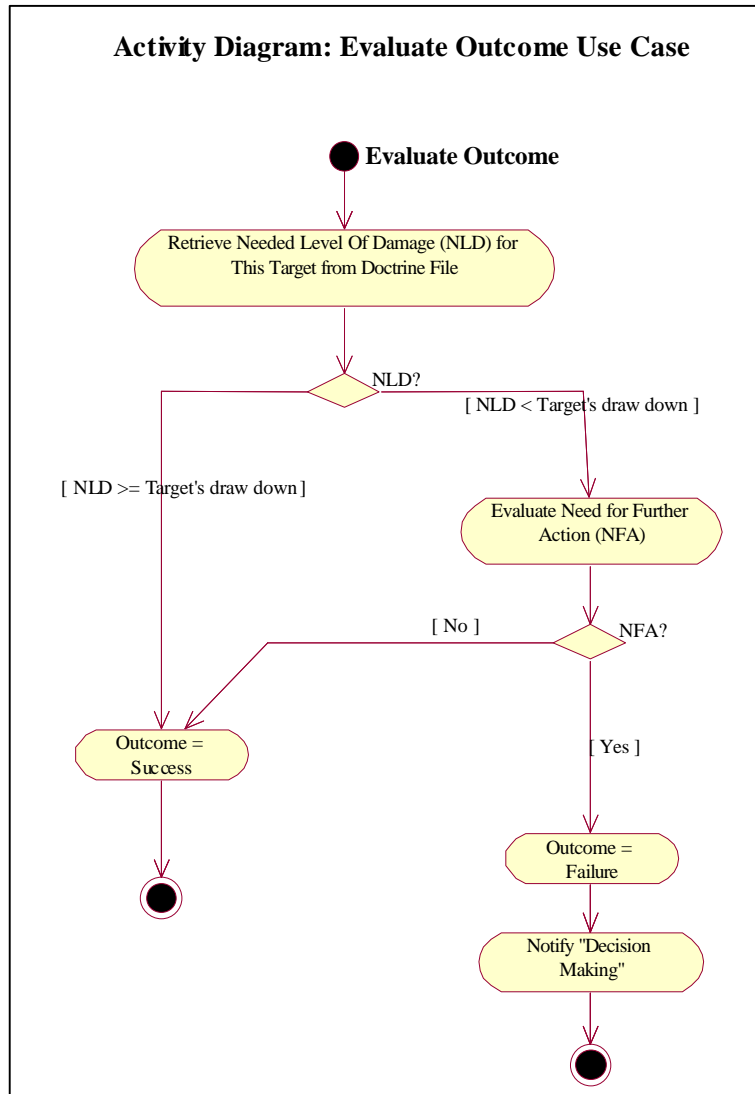 Activity Diagram: Evaluate Outcome Use Case
Evaluate Outcome
Retrieve Needed Level Of Damage (NLD) for
This Target from Doctrine File
NLD?
[ NLD < Target's draw down ]
[ NLD >= Target's draw down ]
Evaluate Need for Further
Action (NFA)
[ No ]
NFA?
Outcome =
Success
[ Yes ]
Outcome =
Failure
Notify "Decision
Making"